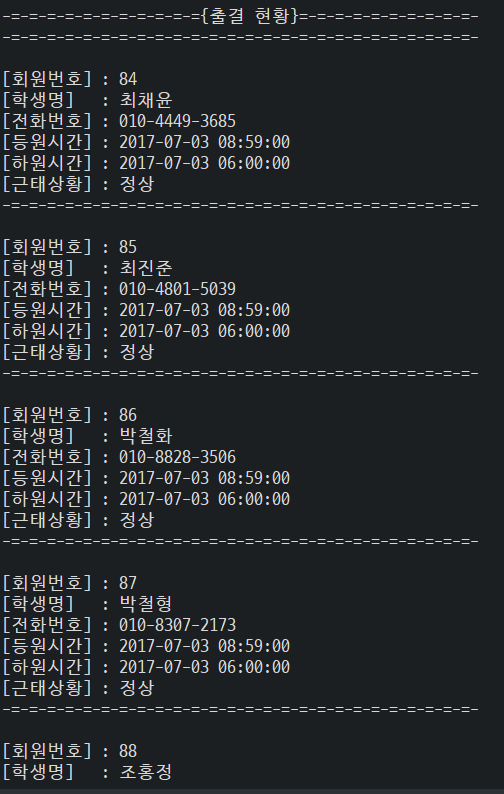 -=-=-=-=-=-=-=-=-=-=-={출결 현황}=-=-=-=-=-=-=-=-=-=-
-=-=-=-=-=-=-=-=-=-=-=-=-=-=-=-=-=-=-=-=-=-=-=-=-=-=-
[회원번호] : 84
[학생명]   : 최채윤
[전화번호] : 010-4449-3685
[등원시간] : 2017-07-03 08:59:00
[하원시간] : 2017-07-03 06:00:00
[근태상황] : 정상
-=-=-=-=-=-=-=-=-=-=-=-=-=-=-=-=-=-=-=-=-=-=-=-=-=-=-
[회원번호] : 85
[학생명]   : 최진준
[전화번호] : 010-4801-5039
[등원시간] : 2017-07-03 08:59:00
[하원시간] : 2017-07-03 06:00:00
[근태상황] : 정상
-=-=-=-=-=-=-=-=-=-=-=-=-=-=-=-=-=-=-=-=-=-=-=-=-=-=-
[회원번호] : 86
[학생명]   : 박철화
[전화번호] : 010-8828-3506
[등원시간] : 2017-07-03 08:59:00
[하원시간] : 2017-07-03 06:00:00
[근태상황] : 정상
-=-=-=-=-=-=-=-=-=-=-=-=-=-=-=-=-=-=-=-=-=-=-=-=-=-=-
[회원번호] : 87
[학생명]   : 박철형
[전화번호] : 010-8307-2173
[등원시간] : 2017-07-03 08:59:00
[하원시간] : 2017-07-03 06:00:00
[근태상황] : 정상
-=-=-=-=-=-=-=-=-=-=-=-=-=-=-=-=-=-=-=-=-=-=-=-=-=-=-
[회원번호] : 88
[학생명]   : 조홍정